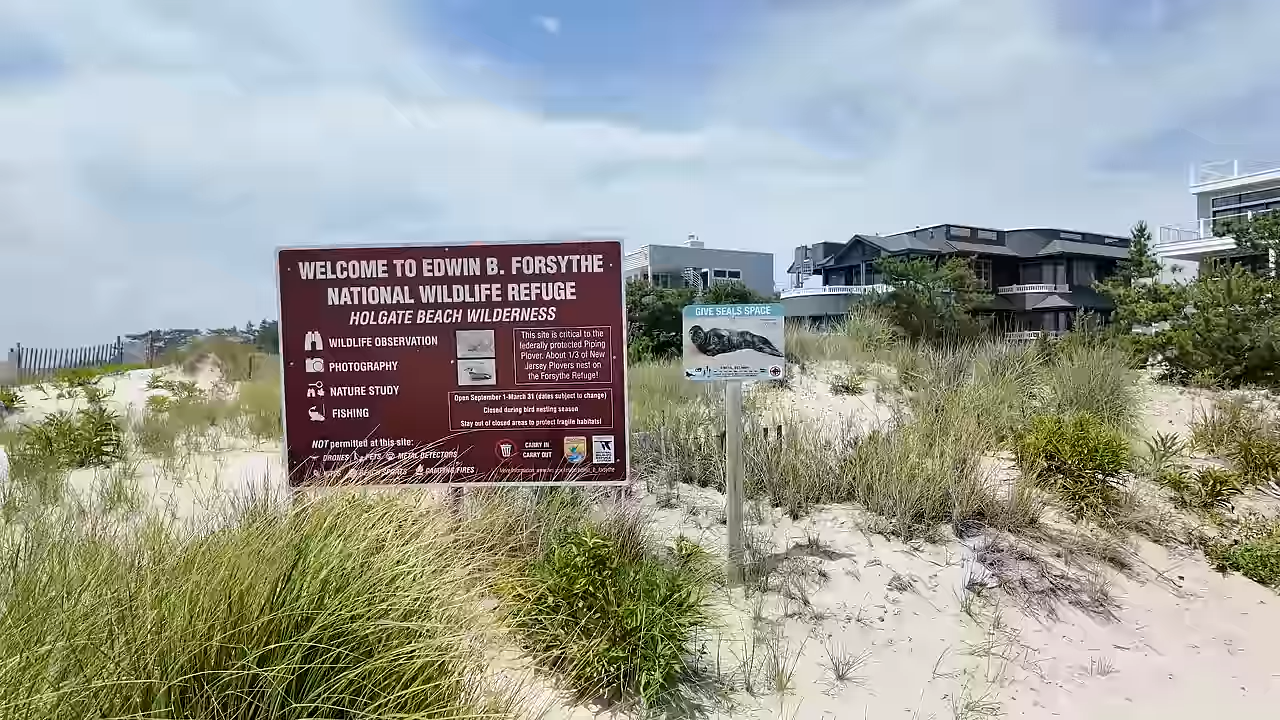 WELCOME TO EDWIN B. FORSYTHE
NATIONAL WILDLIFE REFUGE
HOLGATE BEACH WILDERNESS
WILDLIFE OBSERVATION
PHOTOGRAPHY
NATURE STUDY
FISHING
This site is critical to the
federally protected Piping
Plover. About 1/3 of New
Jersey Plovers nest on
the Forsythe Refuge!
Open September 1-March 31 (dates subject to change)
Closed during bird nesting season
Stay out of closed areas to protect fragile habitats!
NOT permitted at this site:
DRONES PETS METAL DETECTORS
CAMPING/FIRES
CARRY IN
CARRY OUT
GIVE SEALS SPACE